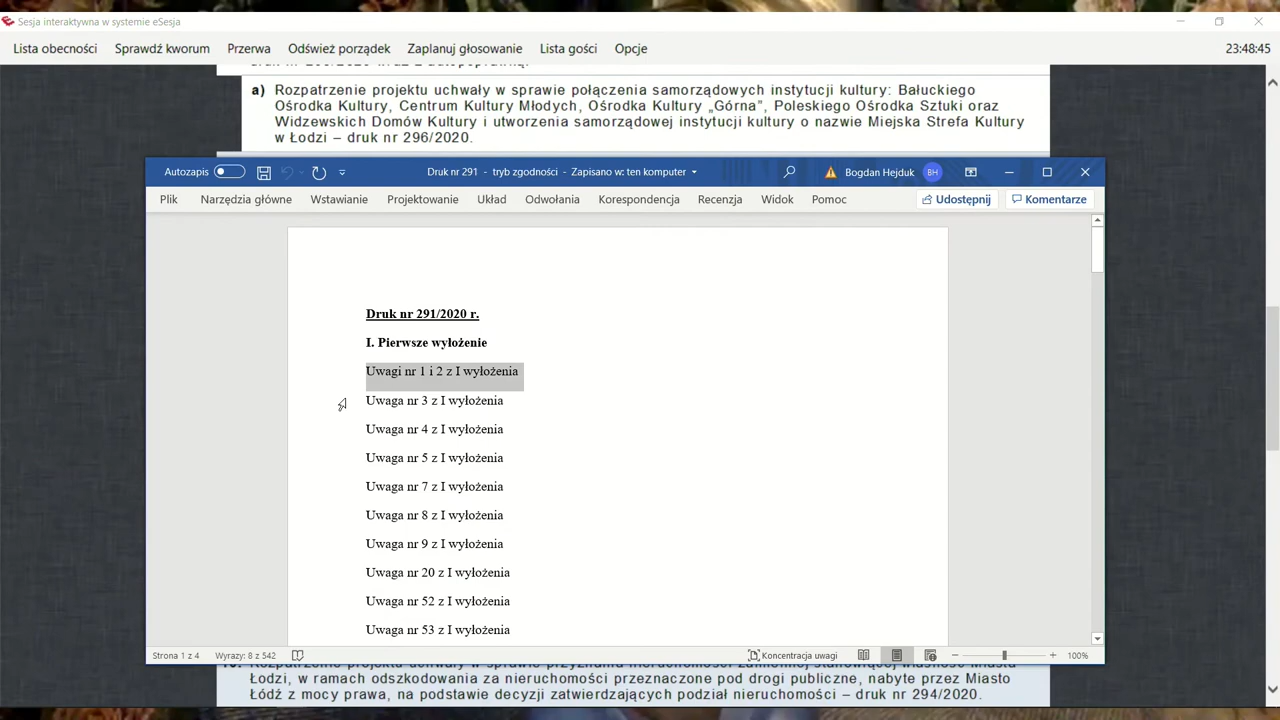 Sesja interaktywna w systemie eSesja
Lista obecności Sprawdź kworum Przerwa Odśwież porządek Zaplanuj głosowanie Lista gości Opcje 23:48:45
a) Rozpatrzenie projektu uchwały w sprawie połączenia samorządowych instytucji kultury: Bałuckiego
Ośrodka Kultury, Centrum Kultury Młodych, Ośrodka Kultury „Górna”, Poleskiego Ośrodka Sztuki oraz
Widzewskich Domów Kultury i utworzenia samorządowej instytucji kultury o nazwie Miejska Strefa Kultury
w Łodzi – druk nr 296/2020.
Autozapis Druk nr 291 - tryb zgodności - Zapisano w: ten komputer Bogdan Hejduk BH
Plik Narzędzia główne Wstawianie Projektowanie Układ Odwołania Korespondencja Recenzja Widok Pomoc Udostępnij Komentarze
Druk nr 291/2020 r.
I. Pierwsze wyłożenie
Uwagi nr 1 i 2 z I wyłożenia
Uwaga nr 3 z I wyłożenia
Uwaga nr 4 z I wyłożenia
Uwaga nr 5 z I wyłożenia
Uwaga nr 7 z I wyłożenia
Uwaga nr 8 z I wyłożenia
Uwaga nr 9 z I wyłożenia
Uwaga nr 20 z I wyłożenia
Uwaga nr 52 z I wyłożenia
Uwaga nr 53 z I wyłożenia
Strona 1 z 4 Wyrazy: 8 z 542 Koncentracja uwagi 100%
Łodzi, w ramach odszkodowania za nieruchomości przeznaczone pod drogi publiczne, nabyte przez Miasto
Łódź z mocy prawa, na podstawie decyzji zatwierdzających podział nieruchomości – druk nr 294/2020.